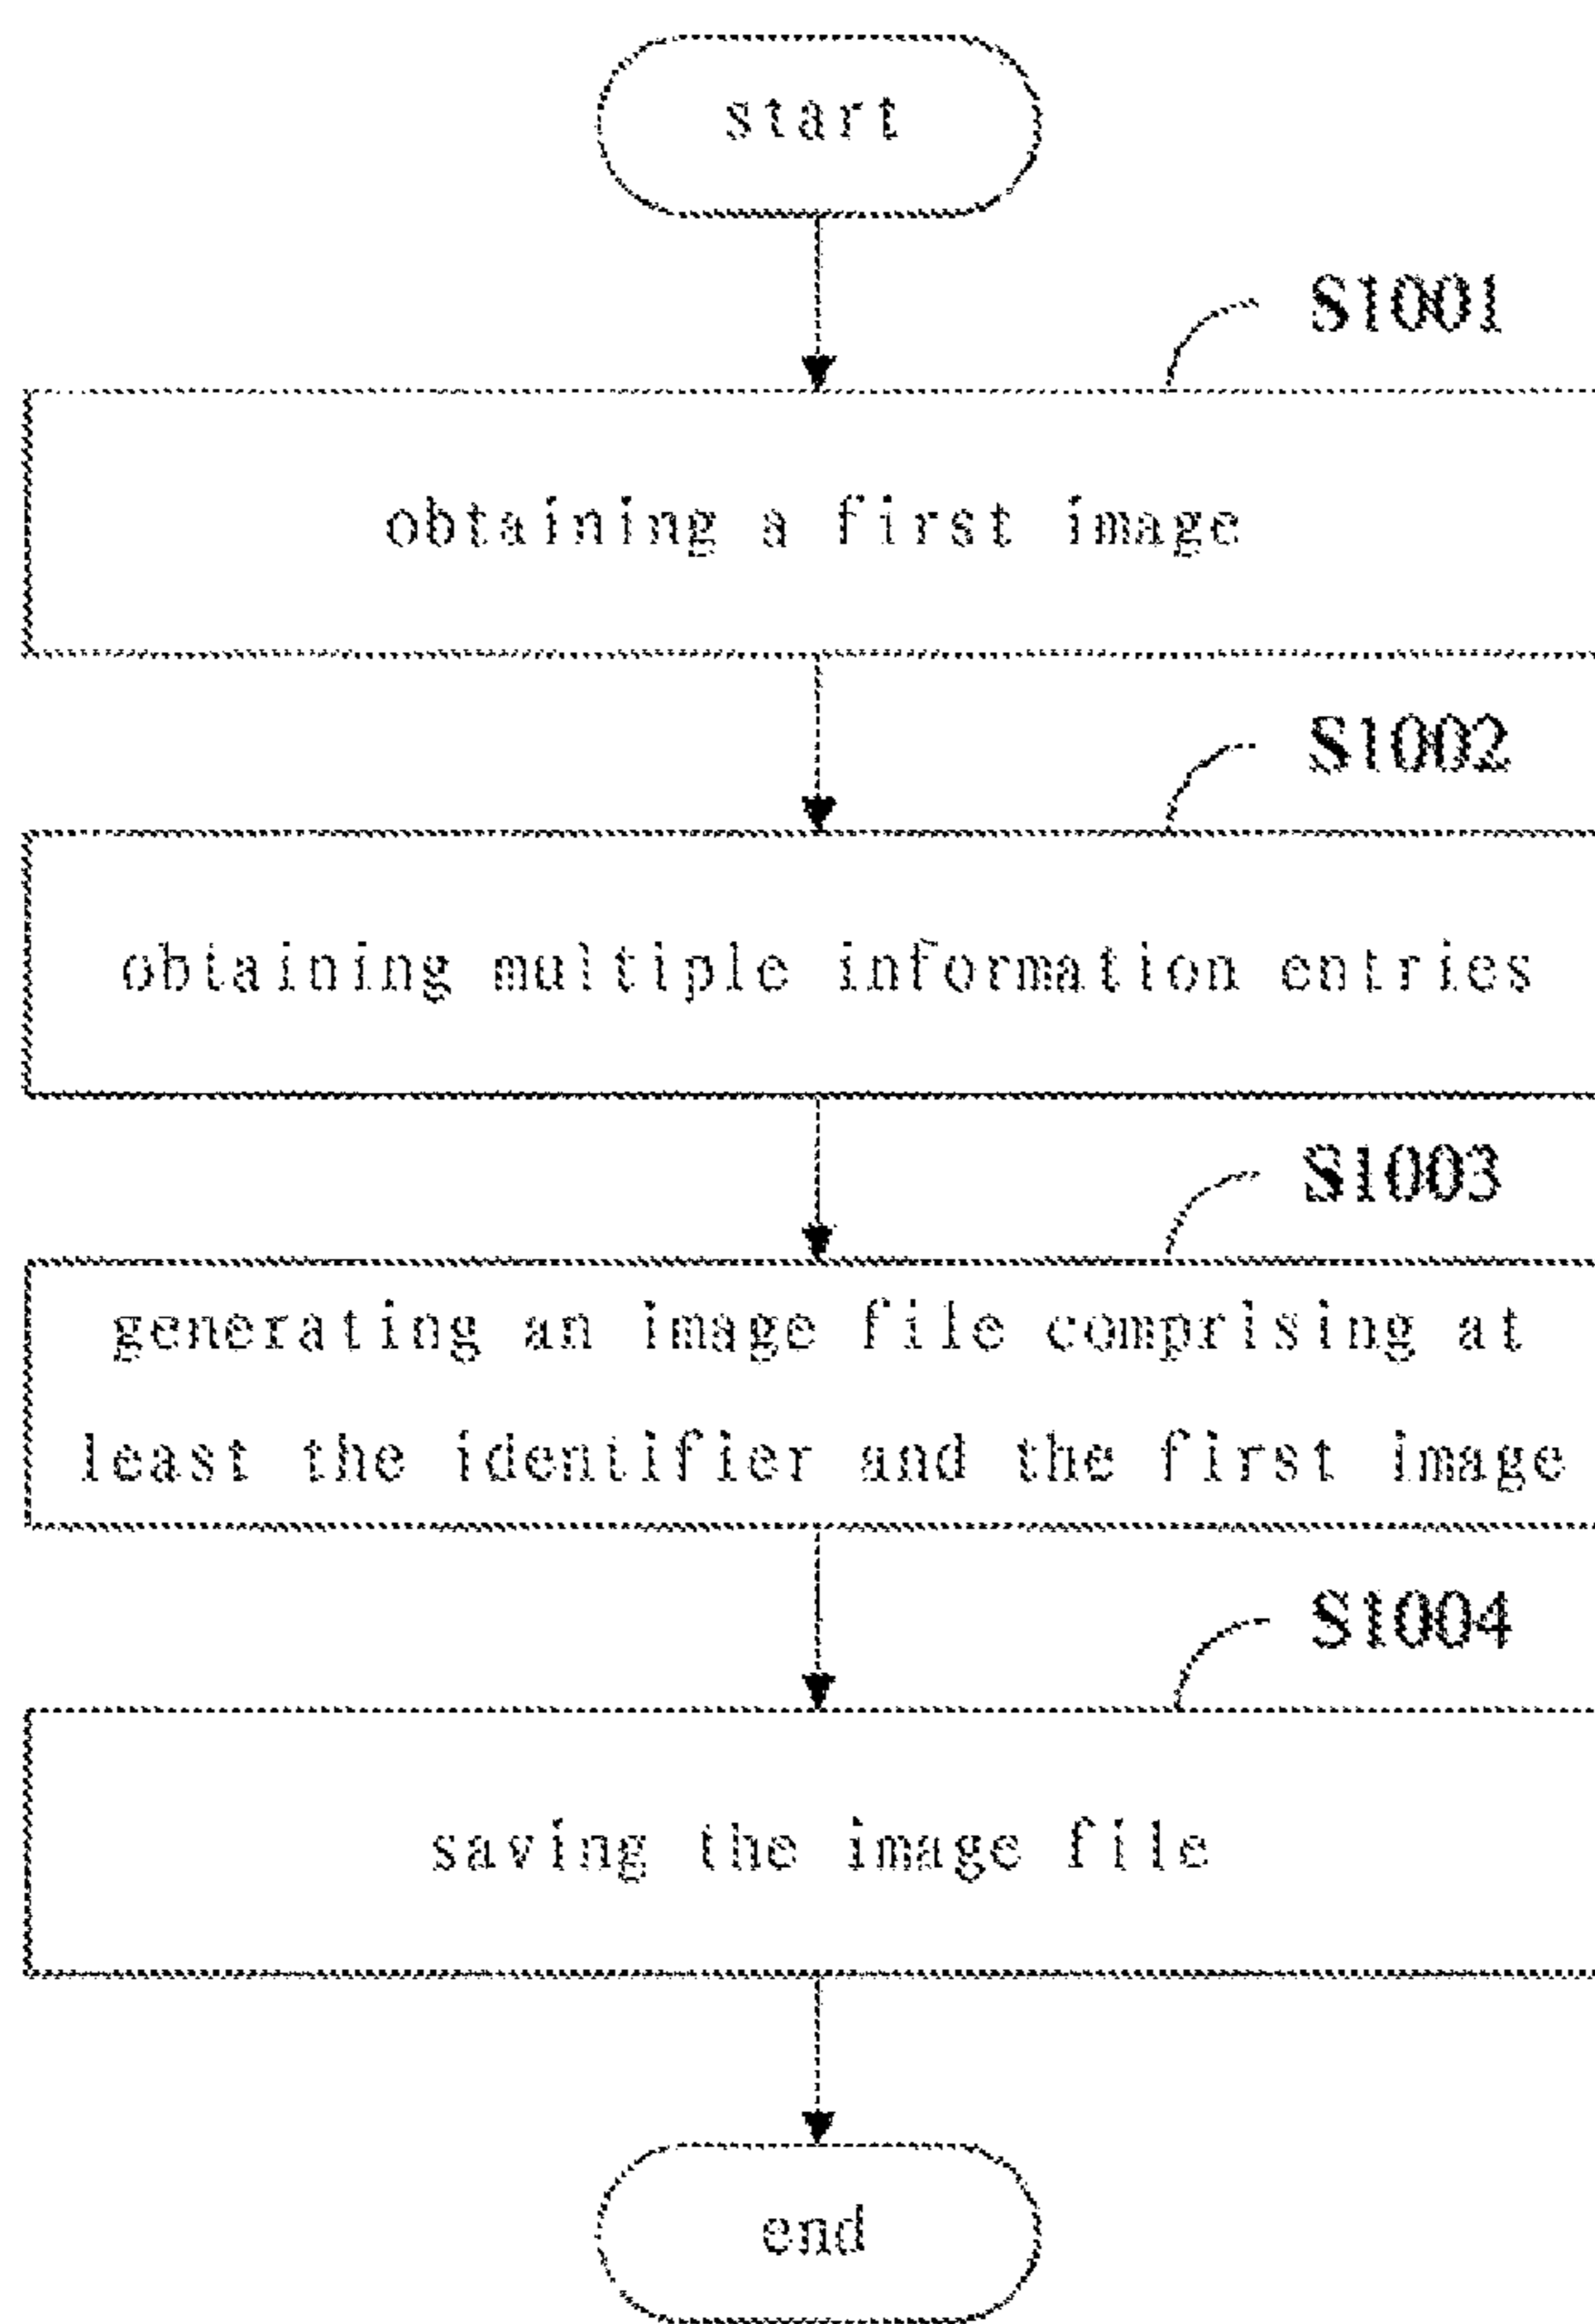 start
S1001
obtaining a first image
S1002
obtaining multiple information entries
S1003
generating an image file comprising at
least the identifier and the first image
S1004
saving the image file
end